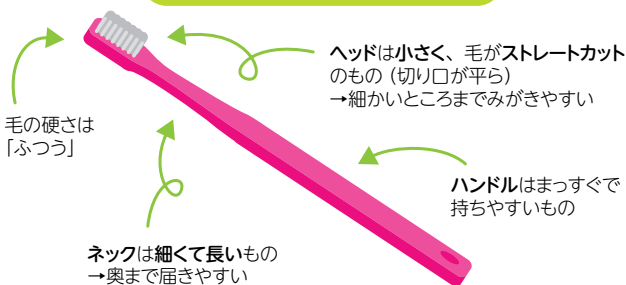 ヘッドは小さく、毛がストレートカット
のもの（切り口が平ら）
→細かいところまでみがきやすい
毛の硬さは
「ふつう」
ハンドルはまっすぐで
持ちやすいもの
ネックは細くて長いもの
→奥まで届きやすい